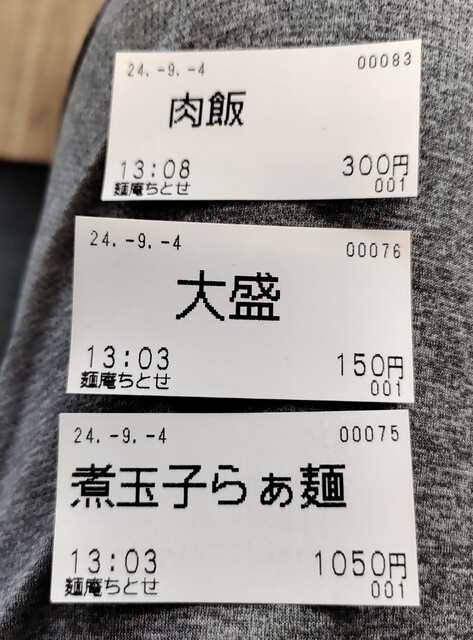 24.-9.-4 00083
肉飯
13:08 300円
麺庵ちとせ 001
24.-9.-4 00076
大盛
13:03 150円
麺庵ちとせ 001
24.-9.-4 00075
煮玉子らぁ麺
13:03 1050円
麺庵ちとせ 001